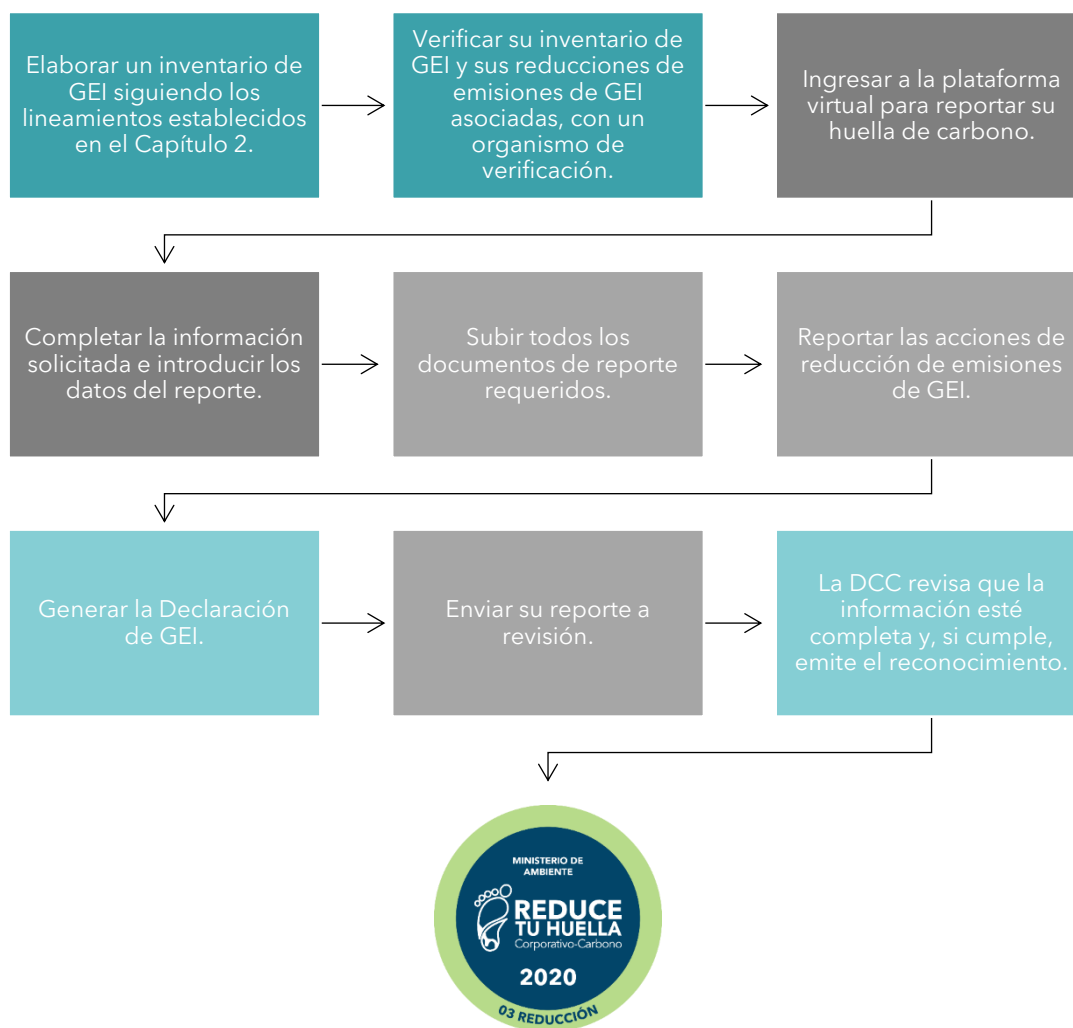 Elaborar un inventario de
GEI siguiendo los
lineamientos establecidos
en el Capítulo 2.
Verificar su inventario de
GEI y sus reducciones de
emisiones de GEI
asociadas, con un
organismo de
verificación.
Ingresar a la plataforma
virtual para reportar su
huella de carbono.
Completar la información
solicitada e introducir los
datos del reporte.
Subir todos los
documentos de reporte
requeridos.
Reportar las acciones de
reducción de emisiones
de GEI.
Generar la Declaración
de GEI.
Enviar su reporte a
revisión.
La DCC revisa que la
información esté
completa y, si cumple,
emite el reconocimiento.
MINISTERIO DE
AMBIENTE
REDUCE
TU HUELLA
Corporativo-Carbono
2020
03 REDUCCIÓN